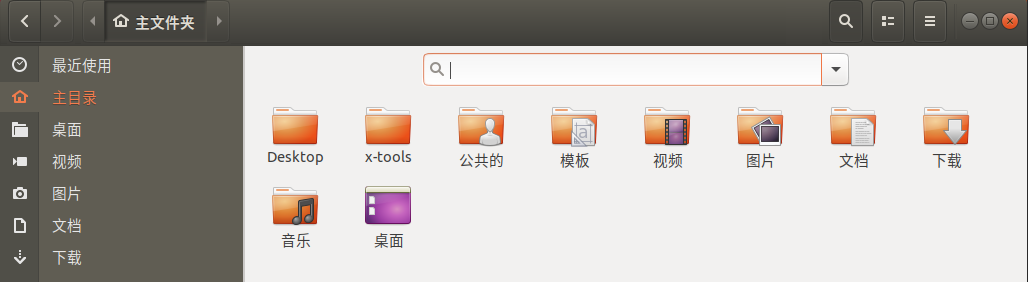 主文件夹
最近使用
主目录
桌面
视频
图片
文档
下载
Desktop
x-tools
公共的
模板
视频
图片
文档
下载
音乐
桌面